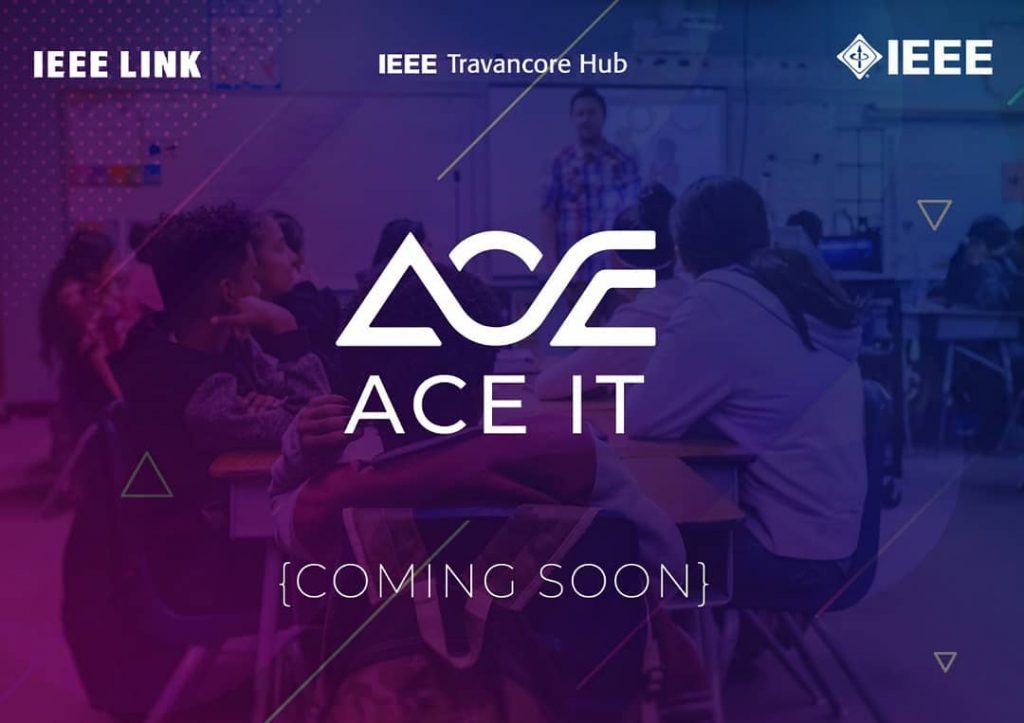 IEEE LINK
IEEE Travancore Hub
IEEE
ACE
ACE IT
{COMING SOON}